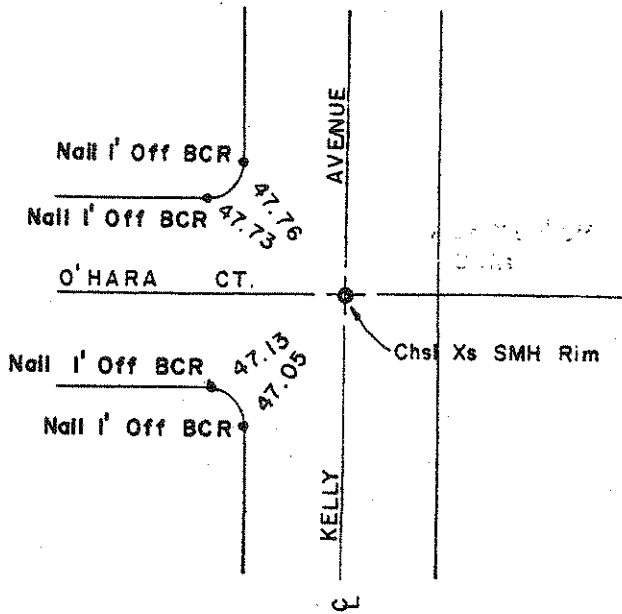 AVENUE
Nail 1' Off BCR
47.76
Nail 1' Off BCR
47.73
O'HARA CT.
Chsl Xs SMH Rim
47.13
Nail 1' Off BCR
47.05
Nail 1' Off BCR
KELLY
℄